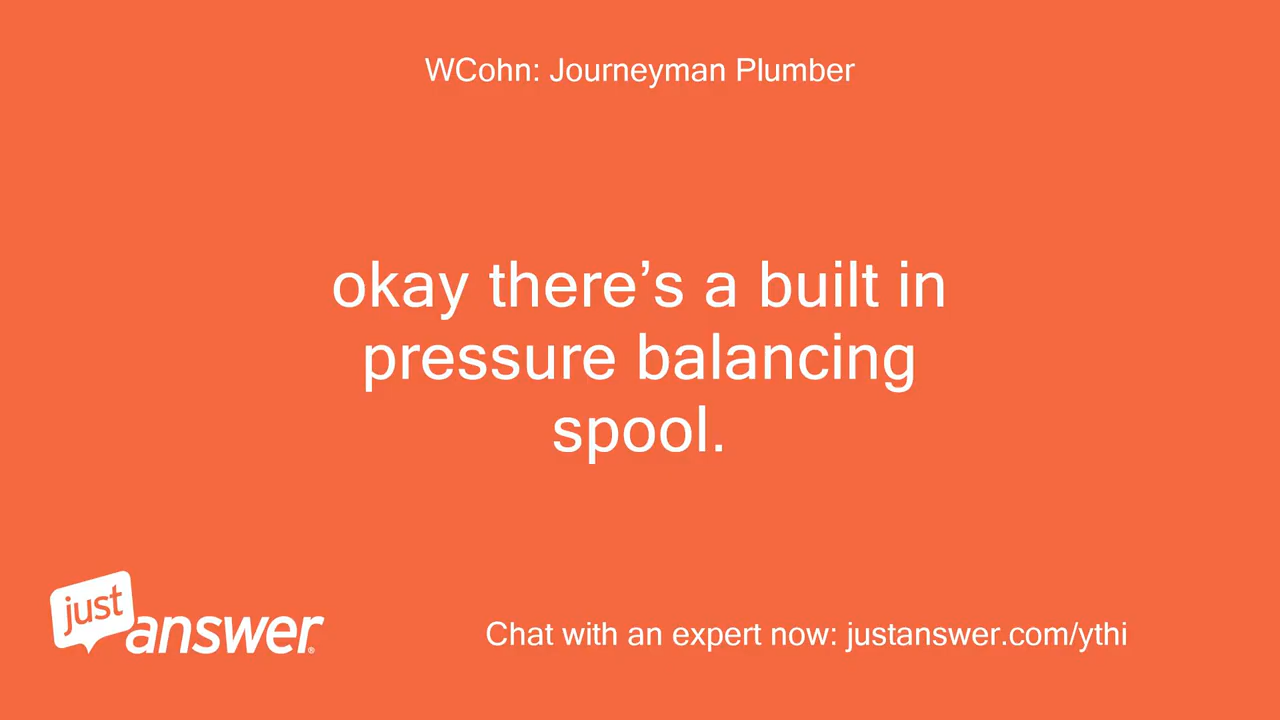 WCohn: Journeyman Plumber
okay there’s a built in
pressure balancing
spool.
just
answer®
Chat with an expert now: justanswer.com/ythi